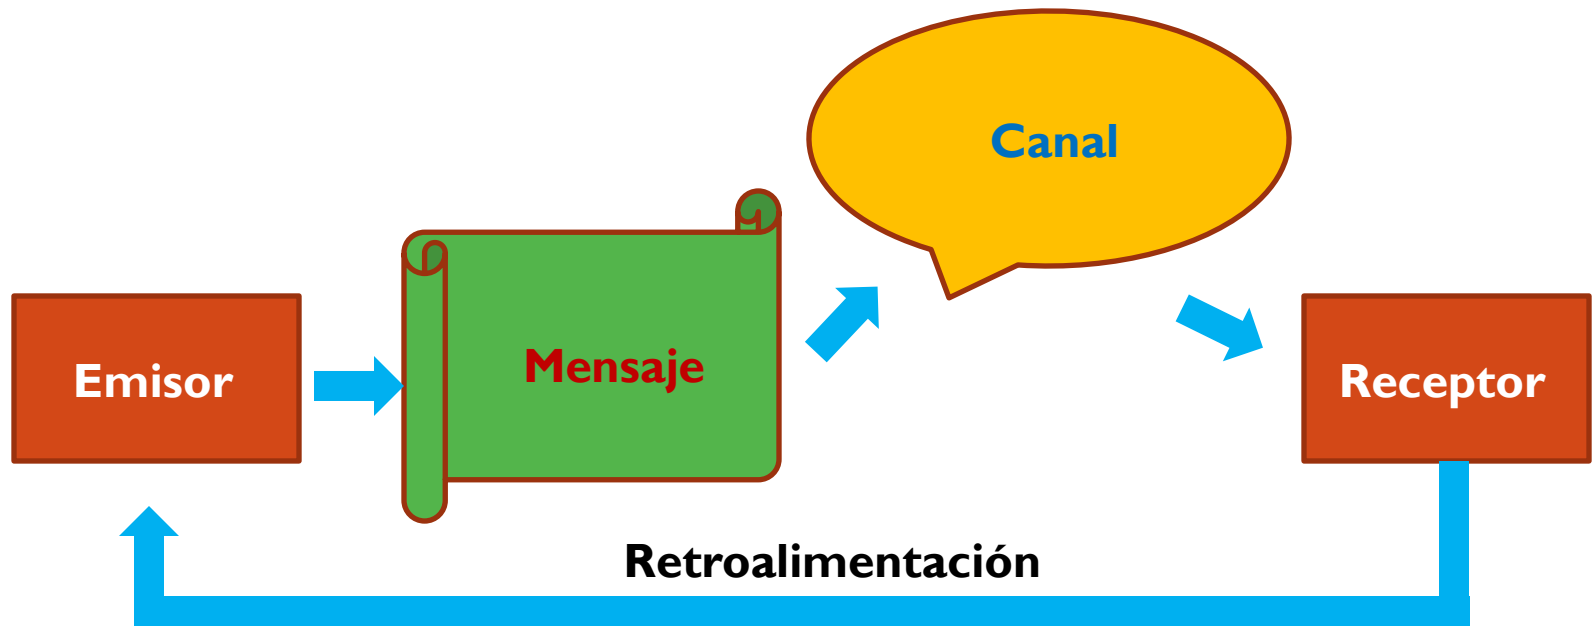 Emisor
Mensaje
Canal
Receptor
Retroalimentación